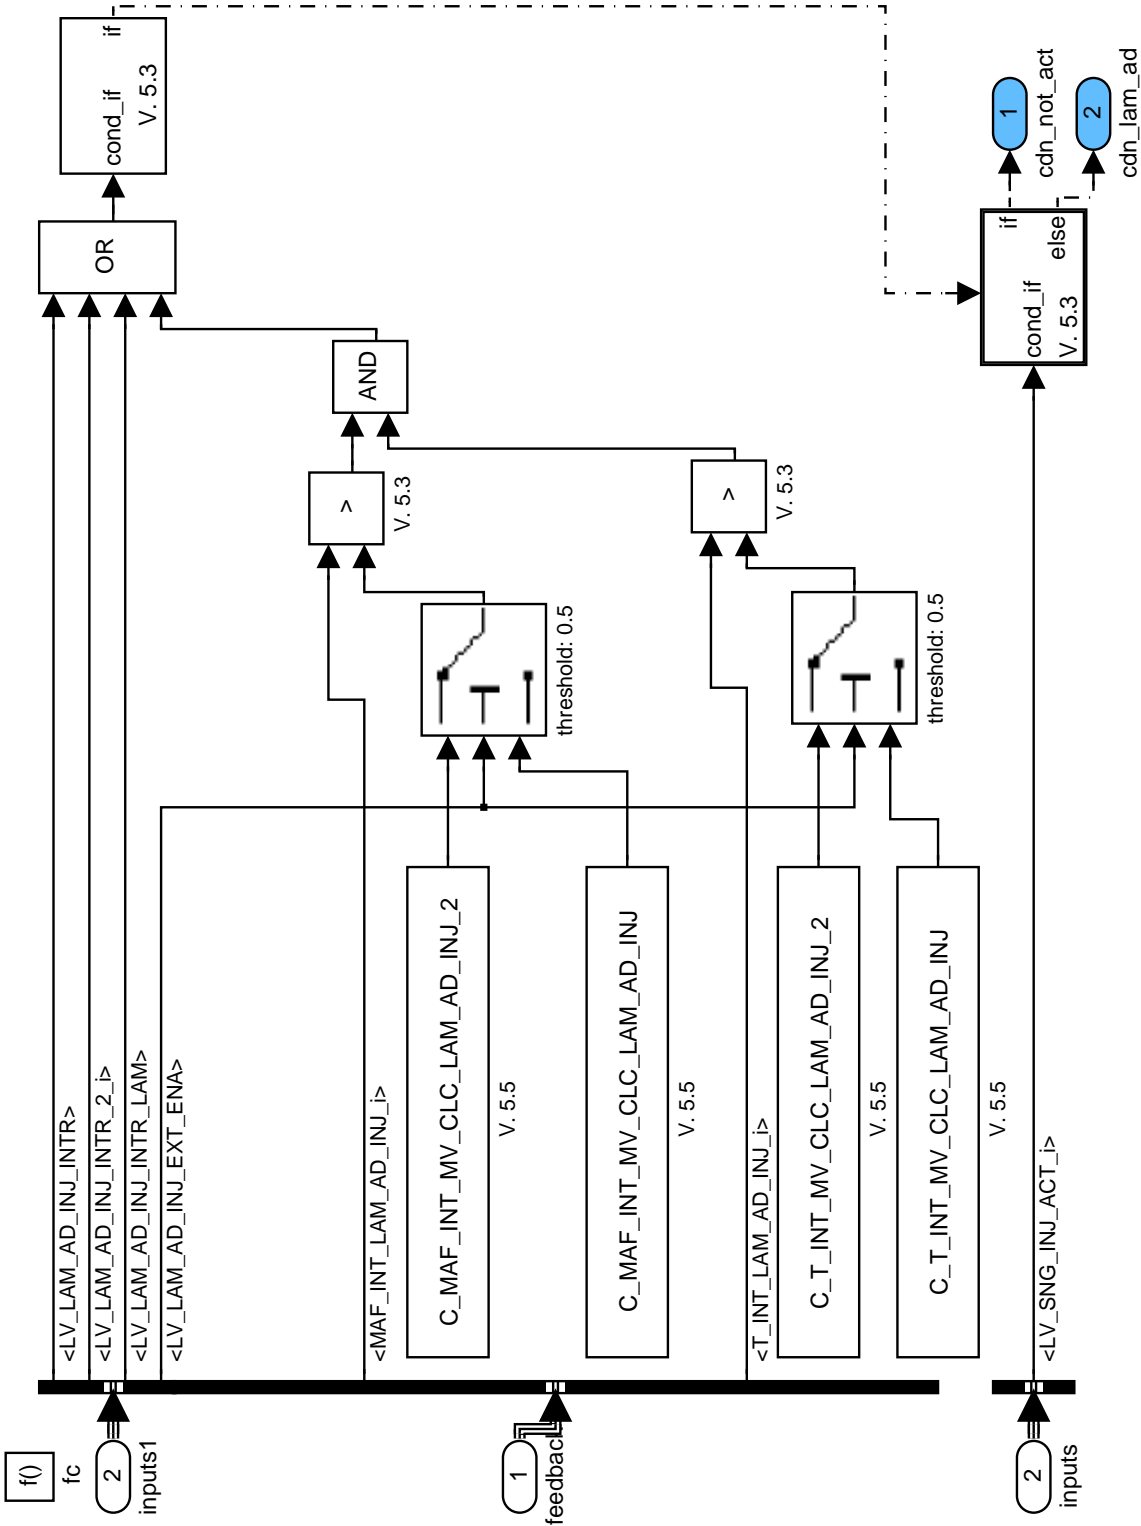 f()
fc
2
inputs1
1
feedback
2
inputs
<LV_LAM_AD_INJ_INTR>
<LV_LAM_AD_INJ_INTR_2_i>
<LV_LAM_AD_INJ_INTR_LAM>
<LV_LAM_AD_INJ_EXT_ENA>
<MAF_INT_LAM_AD_INJ_i>
C_MAF_INT_MV_CLC_LAM_AD_INJ_2
V. 5.5
C_MAF_INT_MV_CLC_LAM_AD_INJ
V. 5.5
<T_INT_LAM_AD_INJ_i>
C_T_INT_MV_CLC_LAM_AD_INJ_2
V. 5.5
C_T_INT_MV_CLC_LAM_AD_INJ
V. 5.5
<LV_SNG_INJ_ACT_i>
threshold: 0.5
threshold: 0.5
>
V. 5.3
>
V. 5.3
AND
OR
cond_if
if
V. 5.3
cond_if
if
else
V. 5.3
1
cdn_not_act
2
cdn_lam_ad